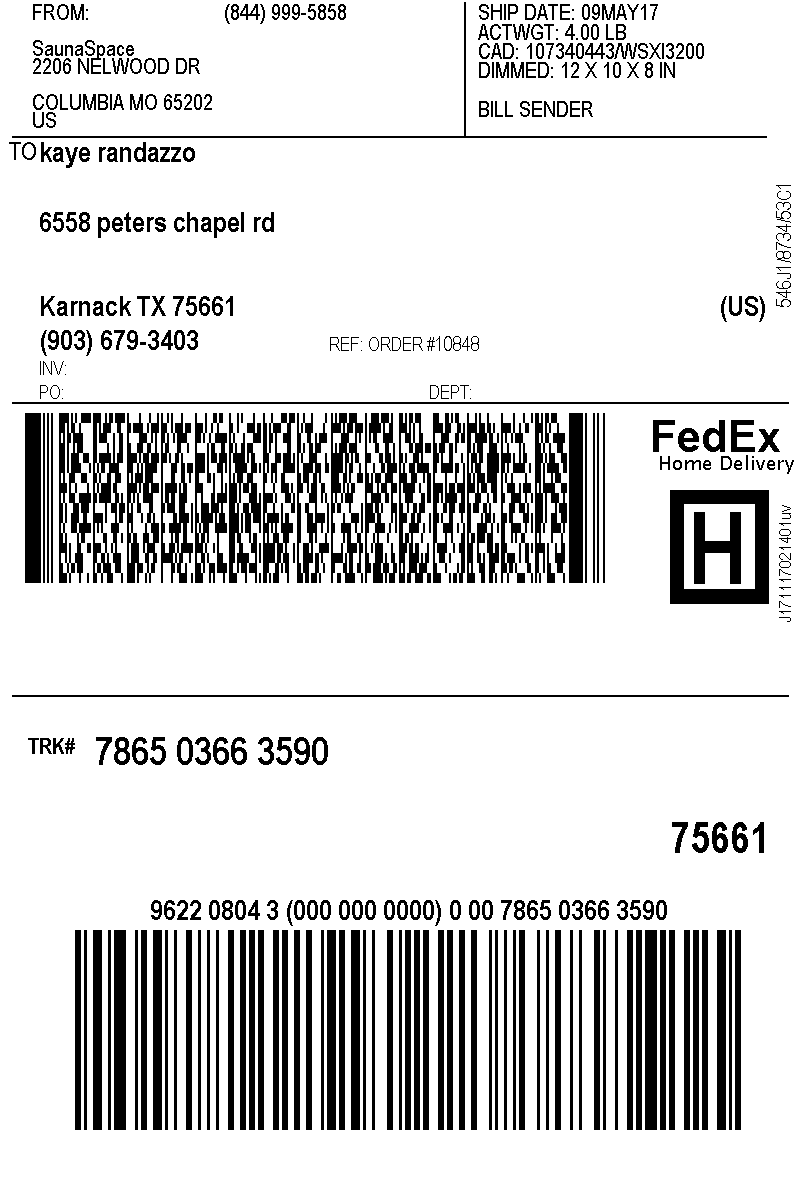 FROM: (844) 999-5858
SaunaSpace
2206 NELWOOD DR
COLUMBIA MO 65202
US
SHIP DATE: 09MAY17
ACTWGT: 4.00 LB
CAD: 107340443/WSXI3200
DIMMED: 12 X 10 X 8 IN
BILL SENDER
TO kaye randazzo
6558 peters chapel rd
Karnack TX 75661 (US)
(903) 679-3403 REF: ORDER #10848
INV:
PO: DEPT:
546J1/8734/53C1
FedEx
Home Delivery
H
J171117021401uv
TRK# 7865 0366 3590
75661
9622 0804 3 (000 000 0000) 0 00 7865 0366 3590